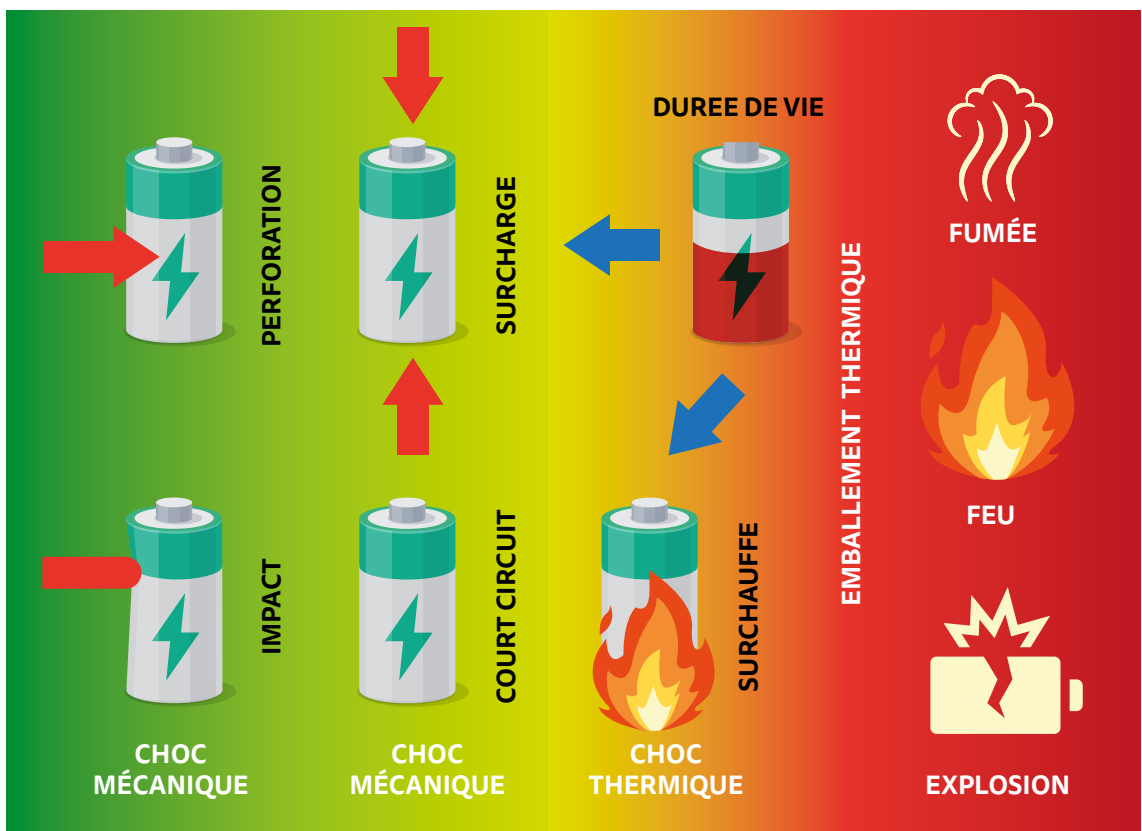 PERFORATION
IMPACT
CHOC
MÉCANIQUE
SURCHARGE
COURT CIRCUIT
CHOC
MÉCANIQUE
DUREE DE VIE
SURCHAUFFE
CHOC
THERMIQUE
EMBALLEMENT THERMIQUE
FUMÉE
FEU
EXPLOSION